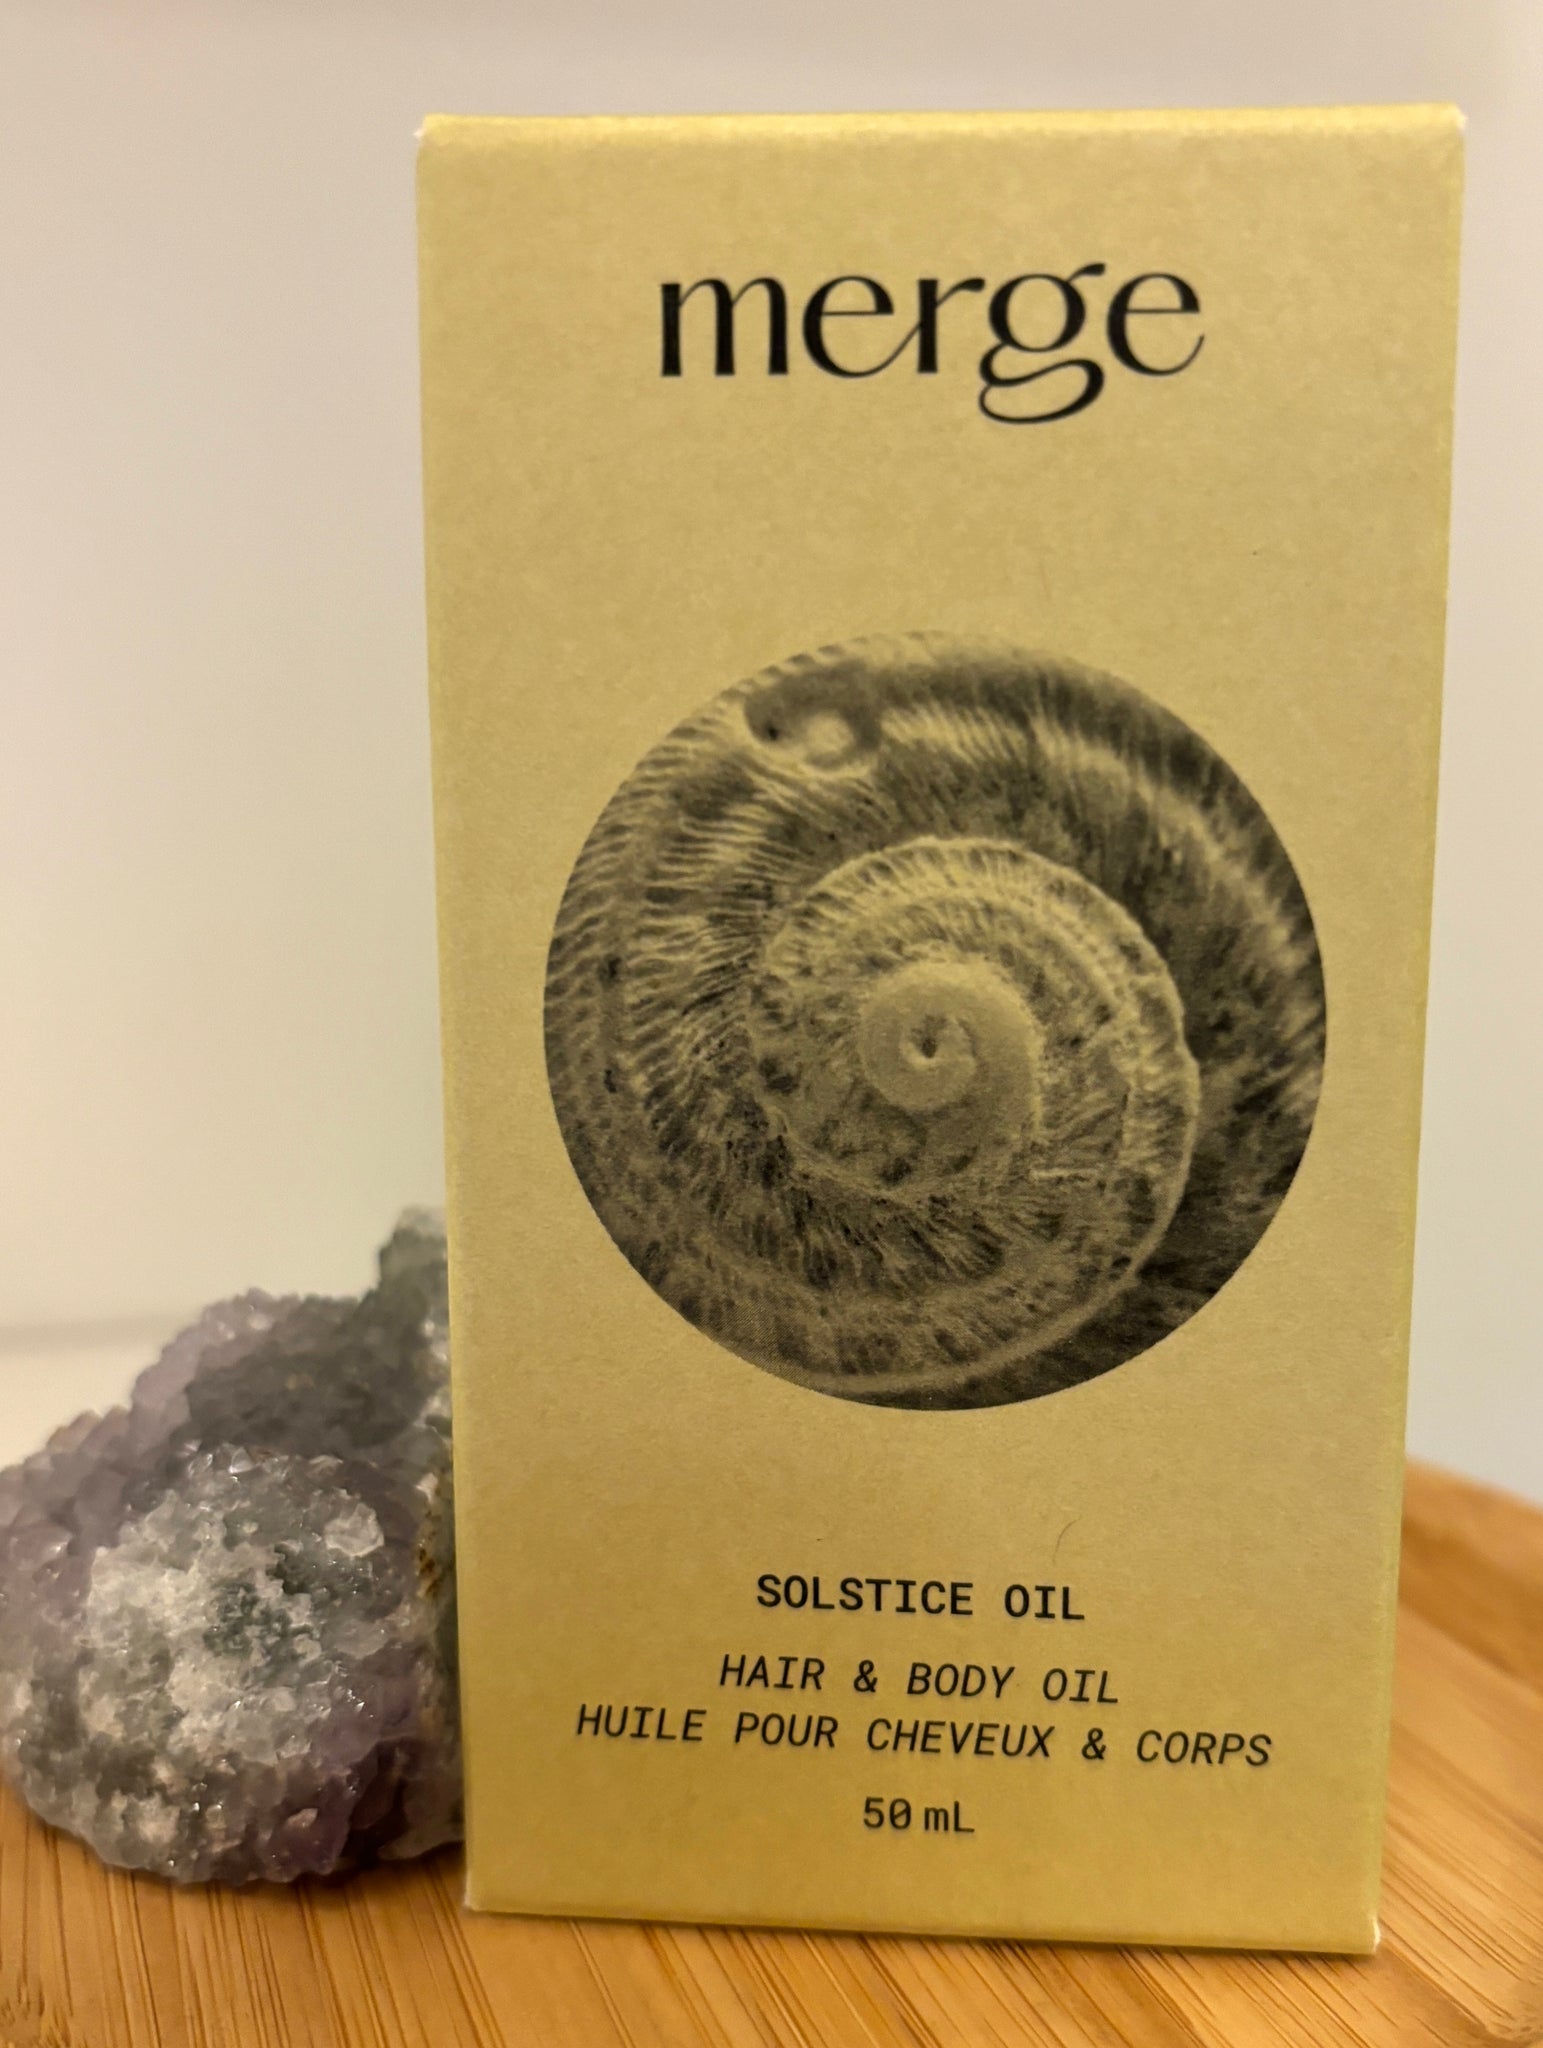 merge
SOLSTICE OIL
HAIR & BODY OIL
HUILE POUR CHEVEUX & CORPS
50 mL